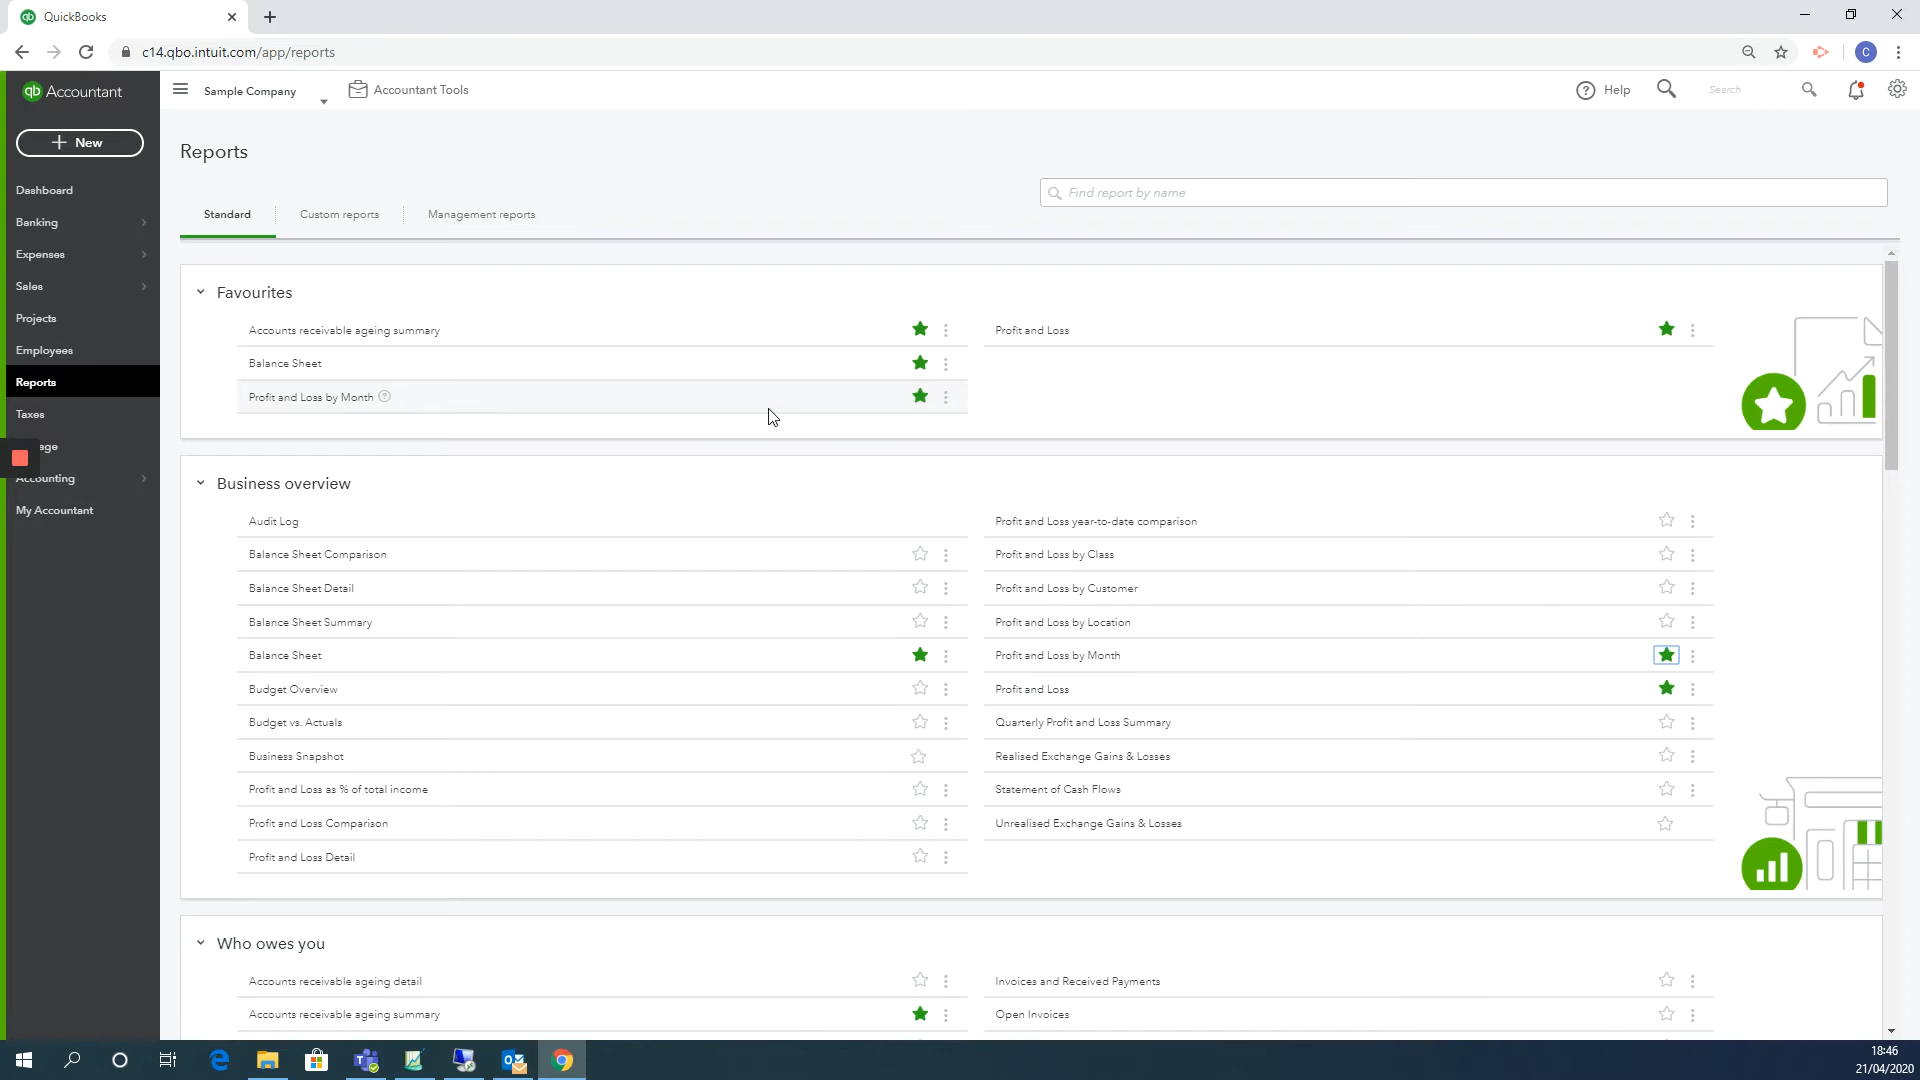 QuickBooks
c14.qbo.intuit.com/app/reports
C
qb Accountant
Sample Company
Accountant Tools
Help
Search
New
Reports
Find report by name
Standard
Custom reports
Management reports
Dashboard
Banking
Expenses
Sales
Projects
Employees
Reports
Taxes
Accounting
My Accountant
Favourites
Accounts receivable ageing summary
Profit and Loss
Balance Sheet
Profit and Loss by Month
Business overview
Audit Log
Profit and Loss year-to-date comparison
Balance Sheet Comparison
Profit and Loss by Class
Balance Sheet Detail
Profit and Loss by Customer
Balance Sheet Summary
Profit and Loss by Location
Balance Sheet
Profit and Loss by Month
Budget Overview
Profit and Loss
Budget vs. Actuals
Quarterly Profit and Loss Summary
Business Snapshot
Realised Exchange Gains & Losses
Profit and Loss as % of total income
Statement of Cash Flows
Profit and Loss Comparison
Unrealised Exchange Gains & Losses
Profit and Loss Detail
Who owes you
Accounts receivable ageing detail
Invoices and Received Payments
Accounts receivable ageing summary
Open Invoices
18:46
21/04/2020